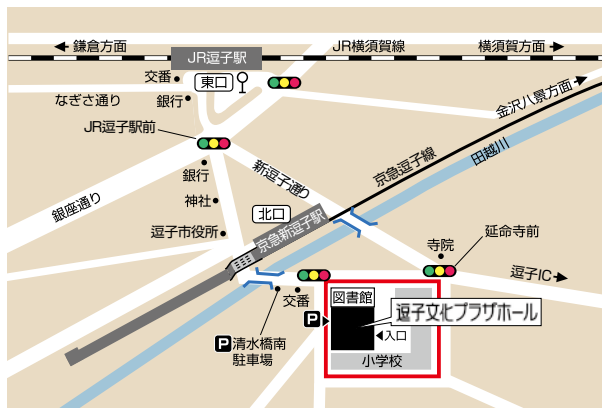 鎌倉方面
JR逗子駅
JR横須賀線
横須賀方面
交番
東口
なぎさ通り
銀行
金沢八景方面
JR逗子駅前
京急逗子線
田越川
銀行
新逗子通り
銀座通り
神社
北口
逗子市役所
京急新逗子駅
寺院
延命寺前
逗子IC
交番
図書館
P
逗子文化プラザホール
入口
P 清水橋南
駐車場
小学校